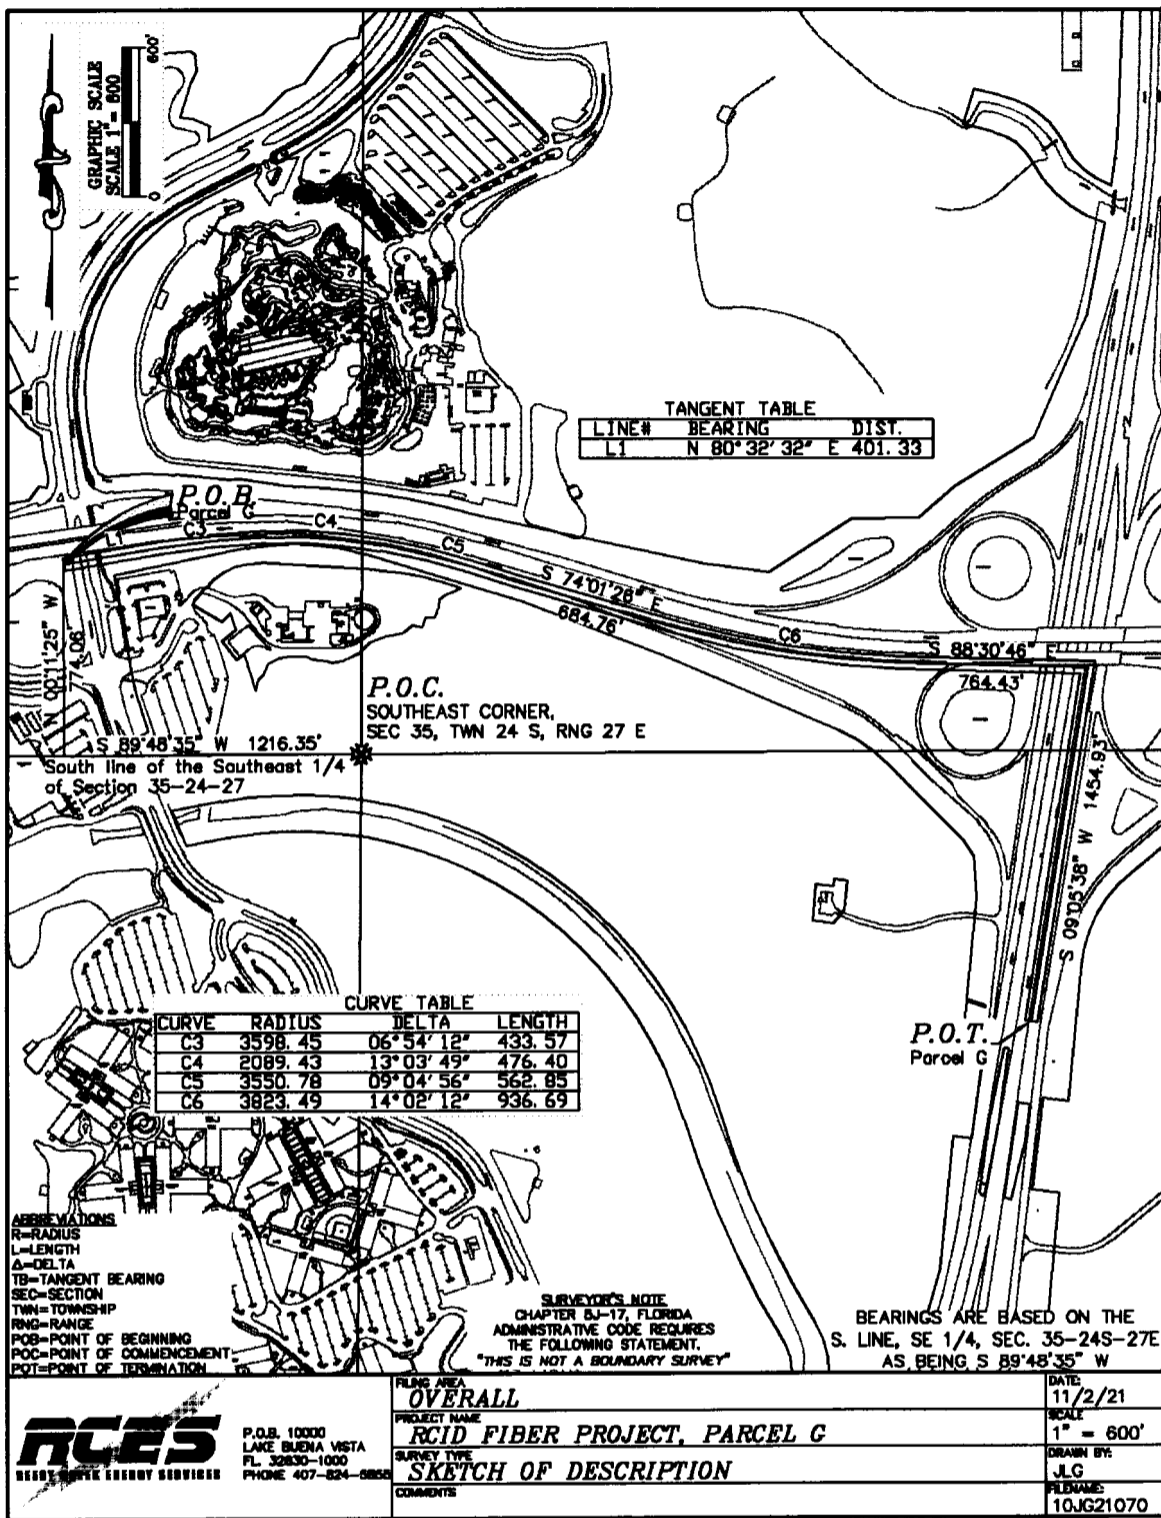 GRAPHIC SCALE
SCALE 1" = 600
0
600'
TANGENT TABLE
LINE# BEARING DIST.
L1 N 80°32'32" E 401.33
P.O.B.
Parcel G
L1
C3
C4
C5
S 74°01'26" E
684.76'
C6
S 88°30'46" E
764.43'
N 00°11'25" W
774.06'
P.O.C.
SOUTHEAST CORNER,
SEC 35, TWN 24 S, RNG 27 E
S 89°48'35" W 1216.35'
South line of the Southeast 1/4
of Section 35-24-27
S 09°05'38" W 1454.93'
P.O.T.
Parcel G
CURVE TABLE
CURVE RADIUS DELTA LENGTH
C3 3598.45 06°54'12" 433.57
C4 2089.43 13°03'49" 476.40
C5 3550.78 09°04'56" 562.85
C6 3823.49 14°02'12" 936.69
ABBREVIATIONS
R=RADIUS
L=LENGTH
Δ=DELTA
TB=TANGENT BEARING
SEC=SECTION
TWN=TOWNSHIP
RNG=RANGE
POB=POINT OF BEGINNING
POC=POINT OF COMMENCEMENT
POT=POINT OF TERMINATION
SURVEYOR'S NOTE
CHAPTER 5J-17, FLORIDA
ADMINISTRATIVE CODE REQUIRES
THE FOLLOWING STATEMENT.
"THIS IS NOT A BOUNDARY SURVEY"
BEARINGS ARE BASED ON THE
S. LINE, SE 1/4, SEC. 35-24S-27E
AS BEING S 89°48'35" W
RCES
REEDY CREEK ENERGY SERVICES
P.O.B. 10000
LAKE BUENA VISTA
FL. 32830-1000
PHONE 407-824-
FILING AREA
OVERALL
PROJECT NAME
RCID FIBER PROJECT, PARCEL G
SURVEY TYPE
SKETCH OF DESCRIPTION
COMMENTS
DATE:
11/2/21
SCALE
1" = 600'
DRAWN BY:
JLG
FILENAME:
10JG21070